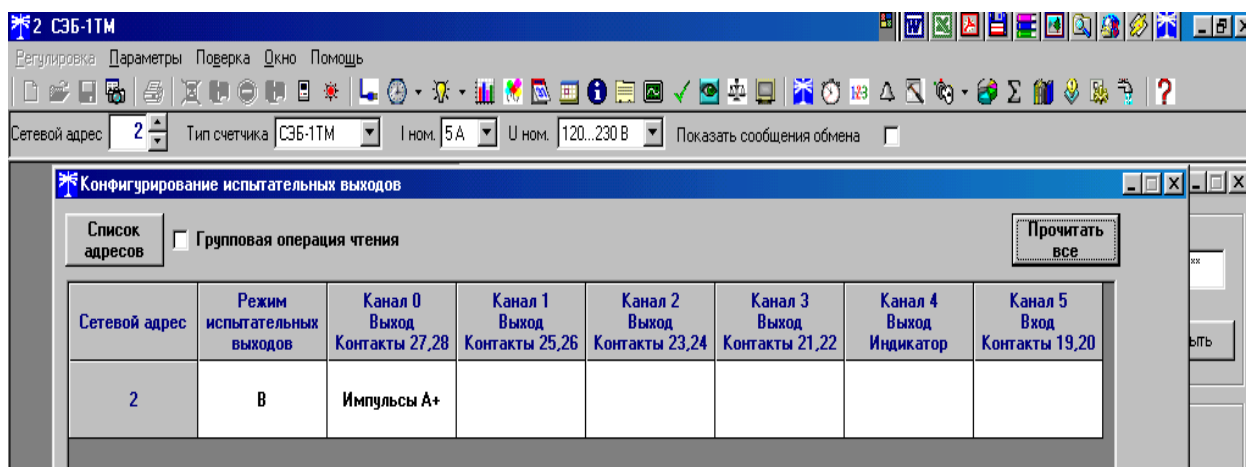 2 СЭБ-1ТМ
Регулировка Параметры Поверка Окно Помощь
Сетевой адрес 2 Тип счетчика СЭБ-1ТМ I ном. 5 А U ном. 120...230 В Показать сообщения обмена
Конфигурирование испытательных выходов
Список
адресов
Групповая операция чтения
Прочитать
все
xx
ыть
Сетевой адрес
Режим
испытательных
выходов
Канал 0
Выход
Контакты 27,28
Канал 1
Выход
Контакты 25,26
Канал 2
Выход
Контакты 23,24
Канал 3
Выход
Контакты 21,22
Канал 4
Выход
Индикатор
Канал 5
Вход
Контакты 19,20
2
В
Импульсы А+